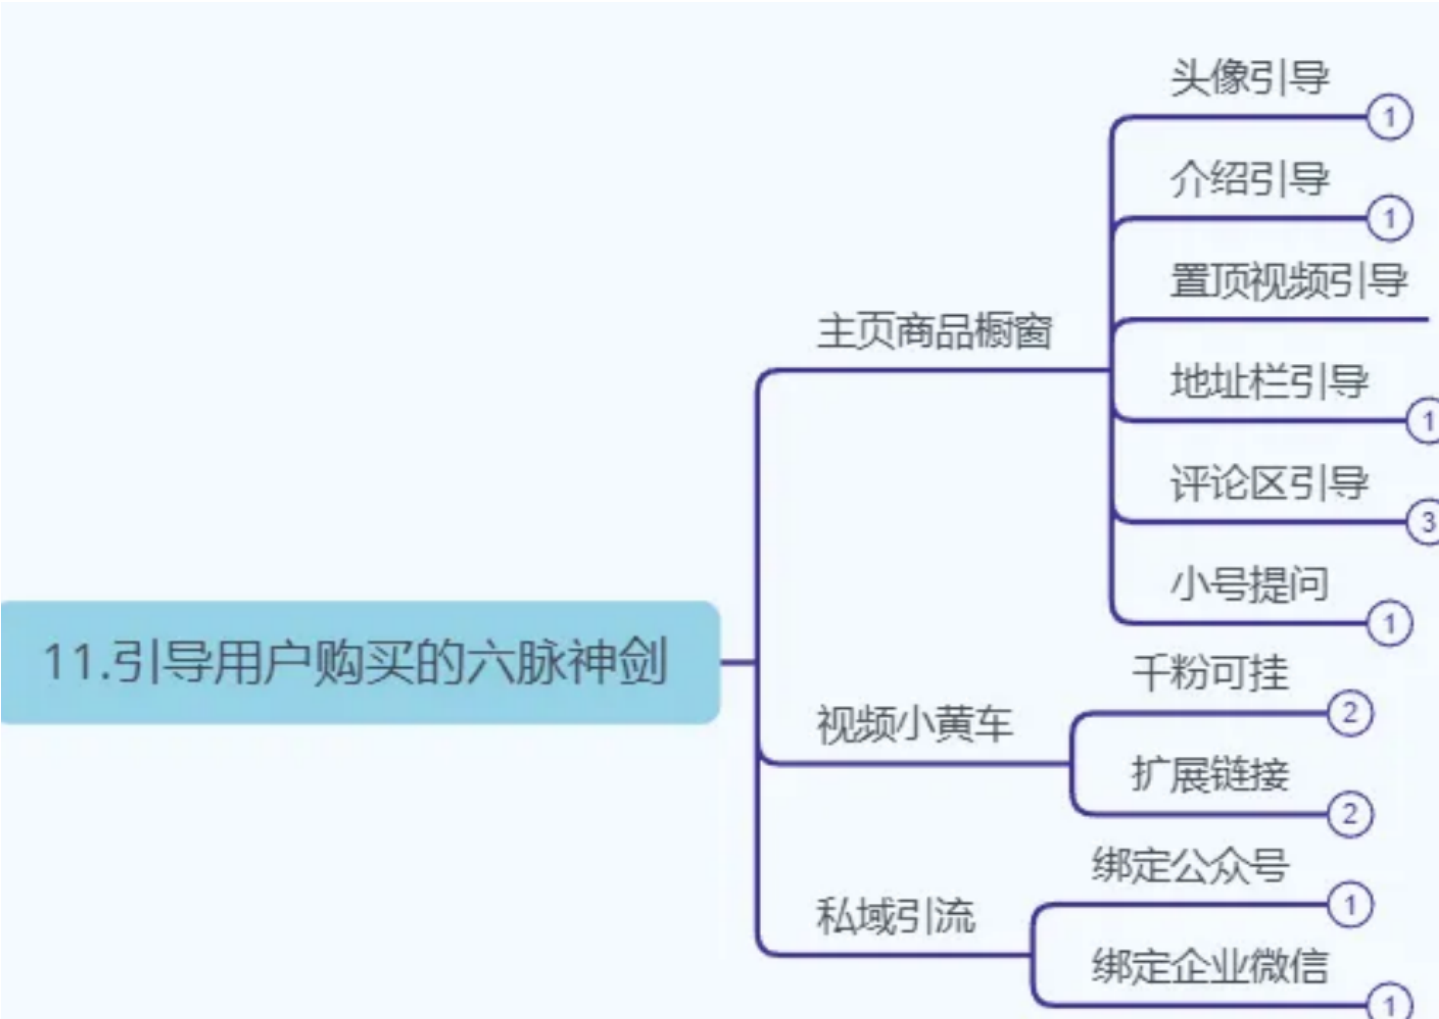 头像引导
1
介绍引导
1
置顶视频引导
主页商品橱窗
地址栏引导
1
评论区引导
3
小号提问
1
11.引导用户购买的六脉神剑
千粉可挂
2
视频小黄车
扩展链接
2
绑定公众号
1
私域引流
绑定企业微信
1